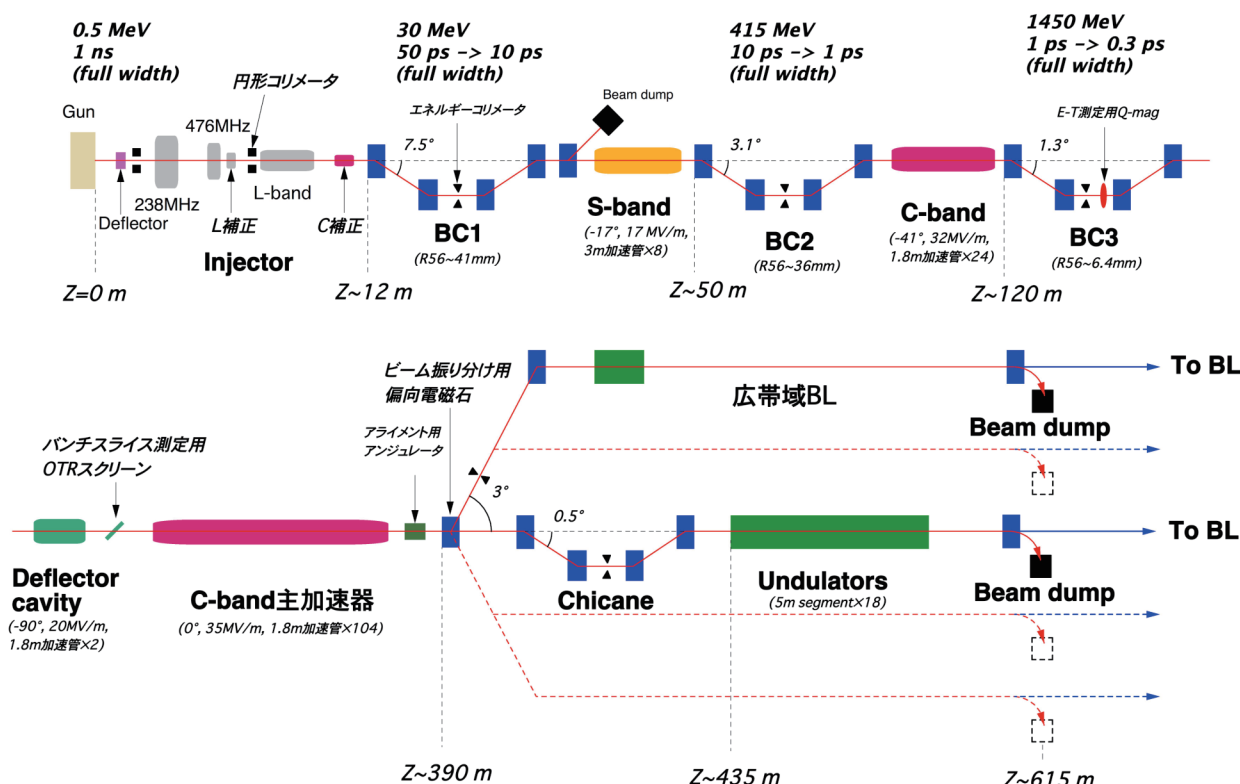 0.5 MeV
1 ns
(full width)
30 MeV
50 ps -> 10 ps
(full width)
415 MeV
10 ps -> 1 ps
(full width)
1450 MeV
1 ps -> 0.3 ps
(full width)
円形コリメータ
エネルギーコリメータ
Beam dump
E-T測定用Q-mag
Gun
476MHz
7.5°
3.1°
1.3°
238MHz
L-band
Deflector
L補正
C補正
Injector
BC1
(R56~41mm)
S-band
(-17°, 17 MV/m,
3m加速管×8)
BC2
(R56~36mm)
C-band
(-41°, 32MV/m,
1.8m加速管×24)
BC3
(R56~6.4mm)
Z=0 m
Z~12 m
Z~50 m
Z~120 m
ビーム振り分け用
偏向電磁石
To BL
広帯域BL
Beam dump
アライメント用
アンジュレータ
バンチスライス測定用
OTRスクリーン
3°
0.5°
To BL
Deflector
cavity
(-90°, 20MV/m,
1.8m加速管×2)
C-band主加速器
(0°, 35MV/m, 1.8m加速管×104)
Chicane
Undulators
(5m segment×18)
Beam dump
Z~390 m
Z~435 m
Z~615 m